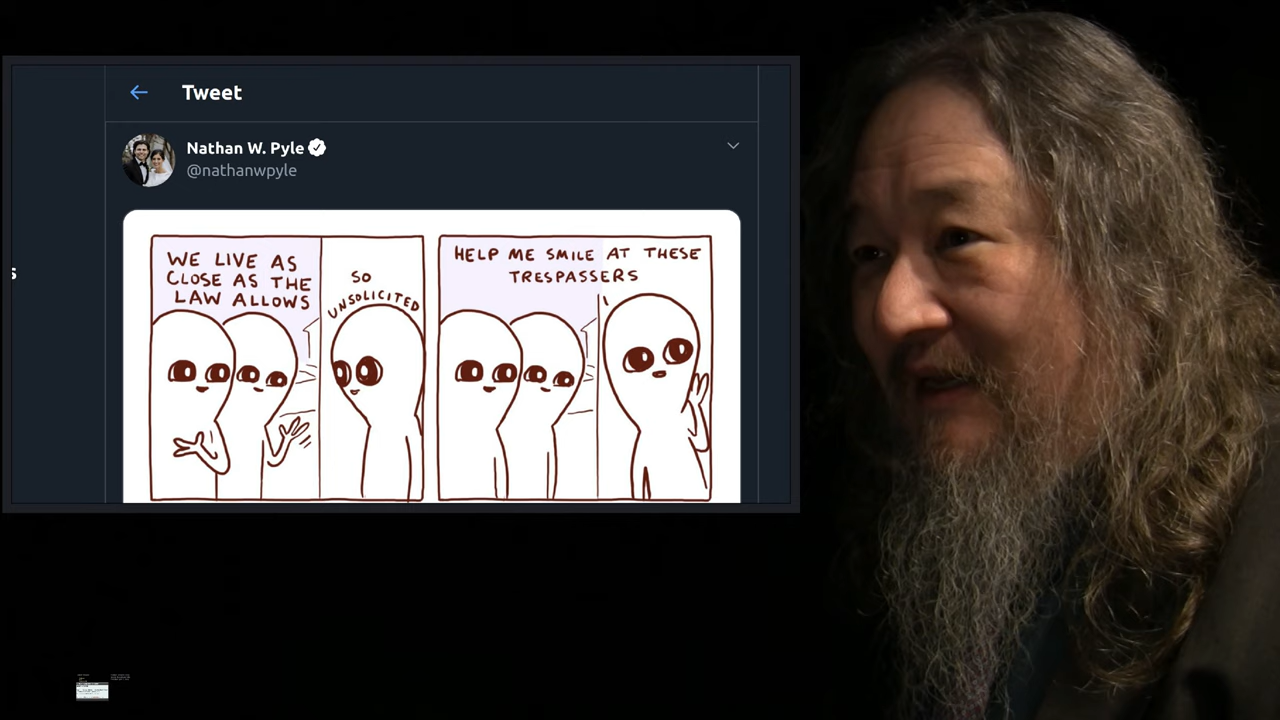 Tweet
Nathan W. Pyle
@nathanwpyle
s
WE LIVE AS
CLOSE AS THE
LAW ALLOWS
SO
UNSOLICITED
HELP ME SMILE AT THESE
TRESPASSERS